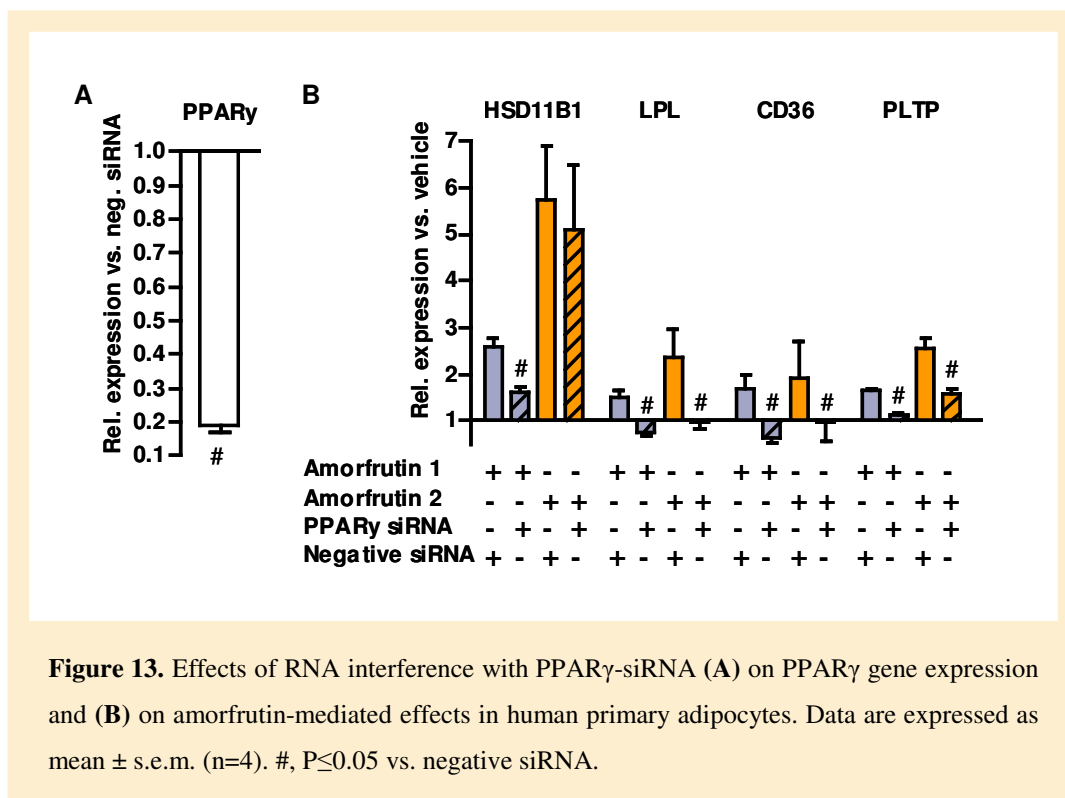 A
PPARγ
Rel. expression vs. neg. siRNA
1.0
0.9
0.8
0.7
0.6
0.5
0.4
0.3
0.2
0.1
#
B
HSD11B1 LPL CD36 PLTP
Rel. expression vs. vehicle
7
6
5
4
3
2
1
# # # # # # #
Amorfrutin 1 + + - - + + - - + + - - + + - -
Amorfrutin 2 - - + + - - + + - - + + - - + +
PPARγ siRNA - + - + - + - + - + - + - + - +
Negative siRNA + - + - + - + - + - + - + - + -
Figure 13. Effects of RNA interference with PPARγ-siRNA (A) on PPARγ gene expression
and (B) on amorfrutin-mediated effects in human primary adipocytes. Data are expressed as
mean ± s.e.m. (n=4). #, P≤0.05 vs. negative siRNA.